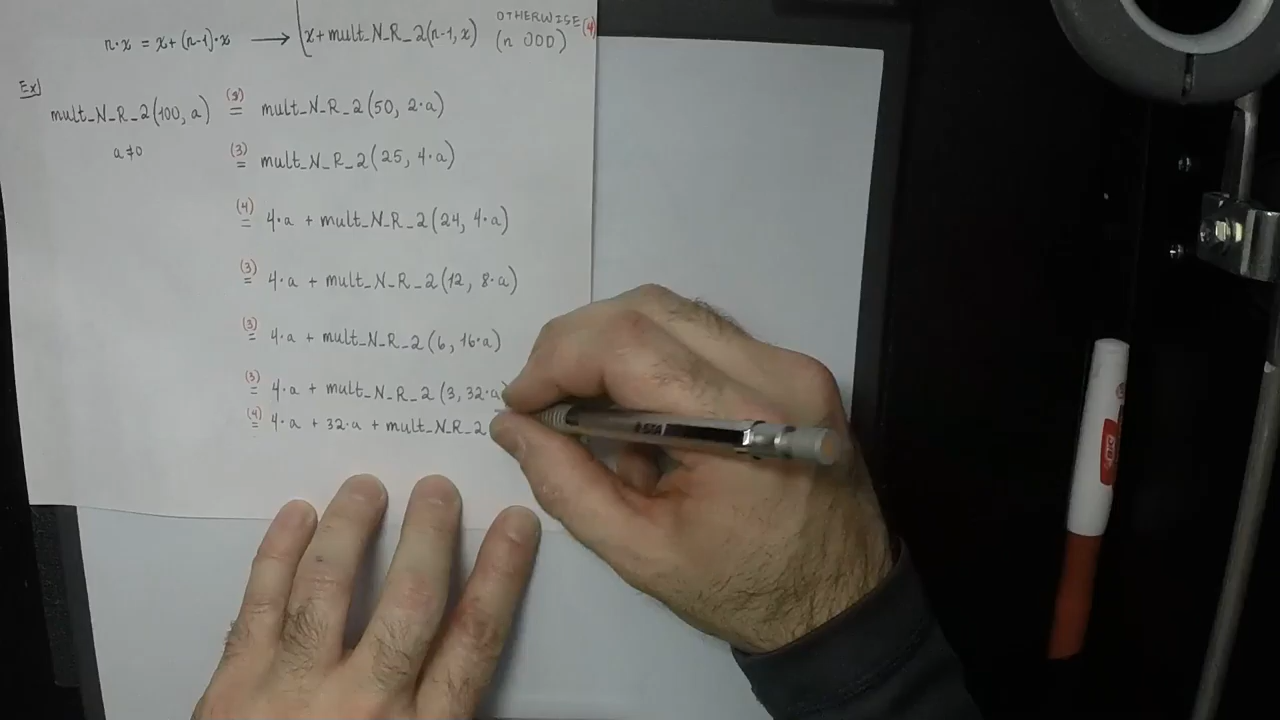 OTHERWISE (4)
n·x = x+(n-1)·x ⟶ x+mult_N_R_2(n-1, x) (n ODD)
Ex
mult_N_R_2(100, a) (3)= mult_N_R_2(50, 2·a)
a≠0 (3)= mult_N_R_2(25, 4·a)
(4)= 4·a + mult_N_R_2(24, 4·a)
(3)= 4·a + mult_N_R_2(12, 8·a)
(3)= 4·a + mult_N_R_2(6, 16·a)
(3)= 4·a + mult_N_R_2(3, 32·a)
(4)= 4·a + 32·a + mult_N_R_2
BIC